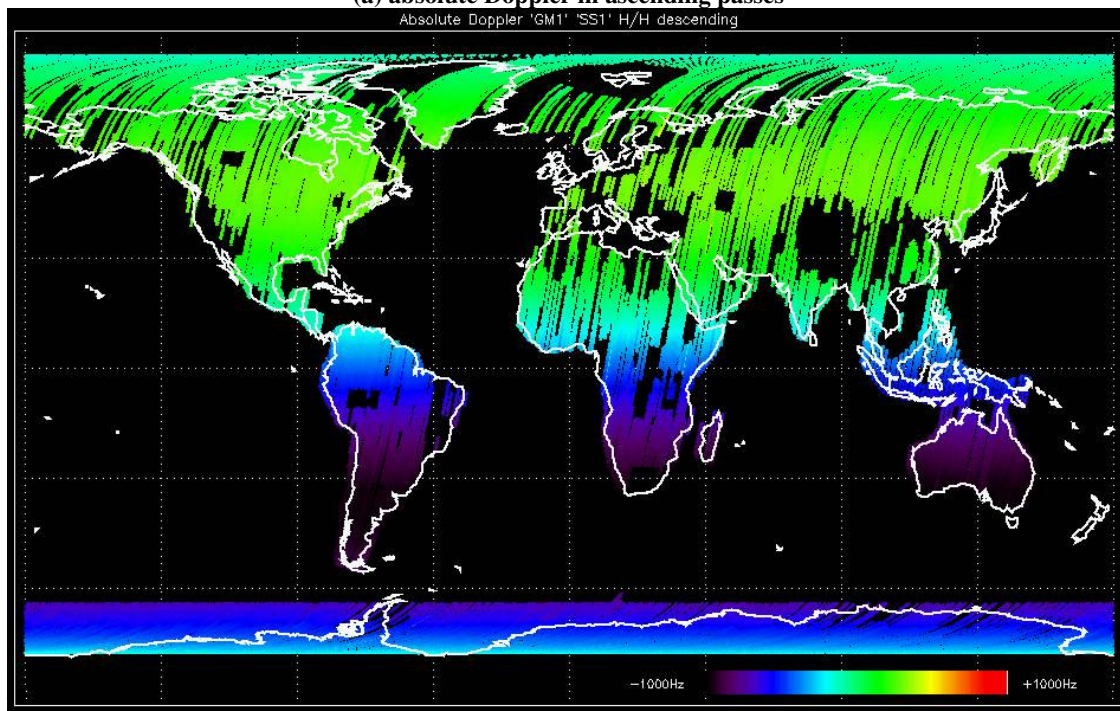 (a) absolute Doppler in ascending passes
Absolute Doppler 'GM1' 'SS1' H/H descending
-1000Hz
+1000Hz